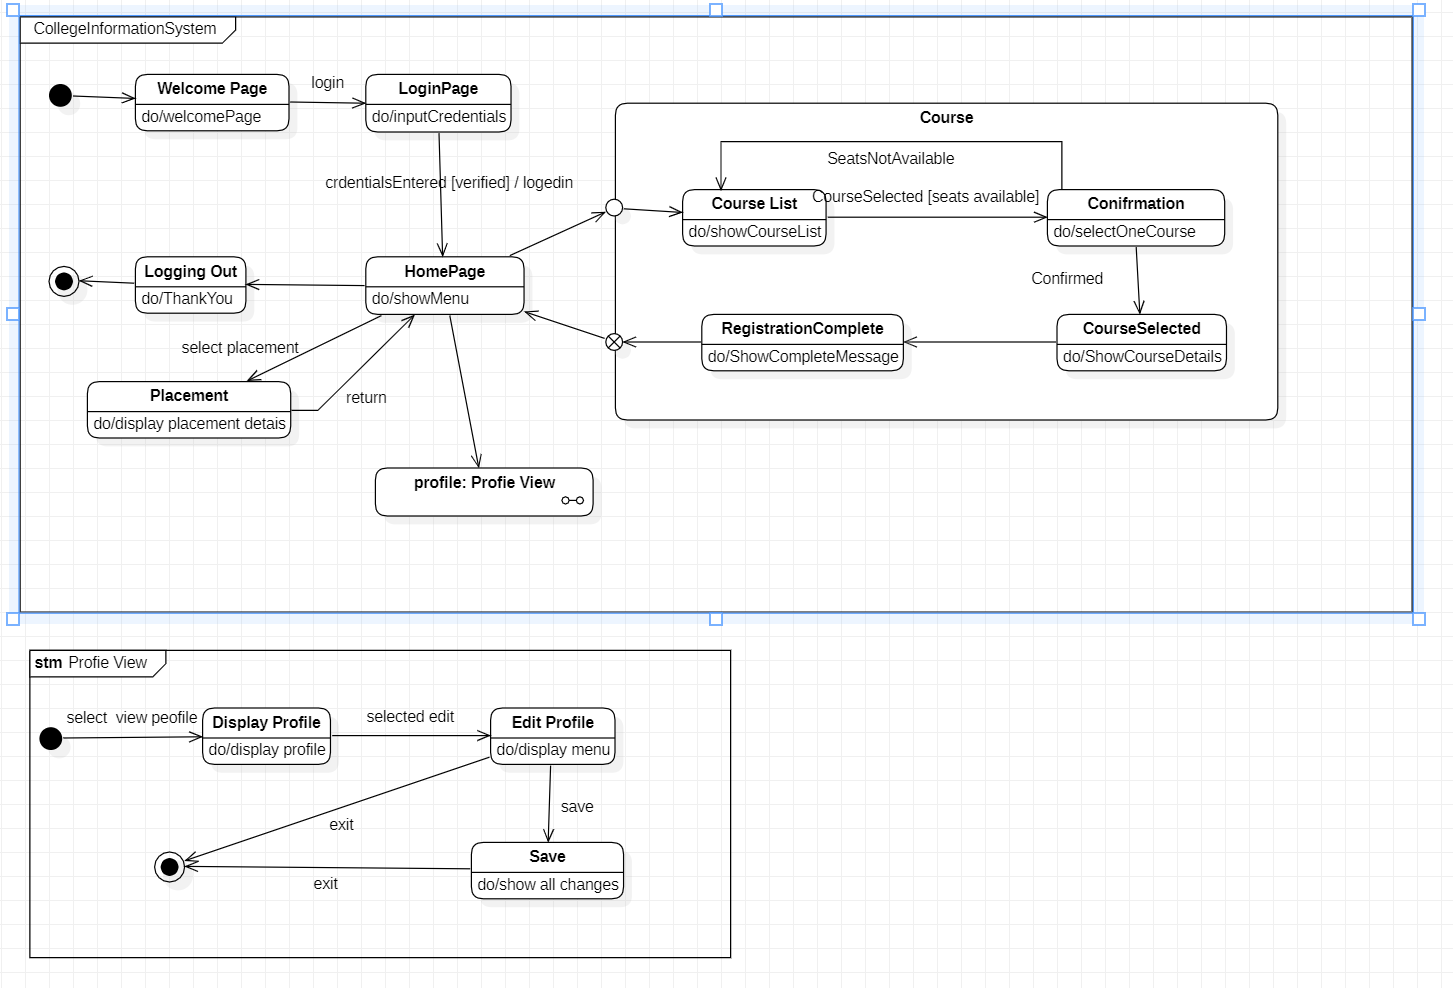 CollegeInformationSystem
Welcome Page
do/welcomePage
login
LoginPage
do/inputCredentials
crdentialsEntered [verified] / logedin
Course
SeatsNotAvailable
Course List
do/showCourseList
CourseSelected [seats available]
Conifrmation
do/selectOneCourse
Confirmed
Logging Out
do/ThankYou
HomePage
do/showMenu
RegistrationComplete
do/ShowCompleteMessage
CourseSelected
do/ShowCourseDetails
select placement
Placement
do/display placement detais
return
profile: Profie View
stm Profie View
select view peofile
Display Profile
do/display profile
selected edit
Edit Profile
do/display menu
save
exit
Save
do/show all changes
exit